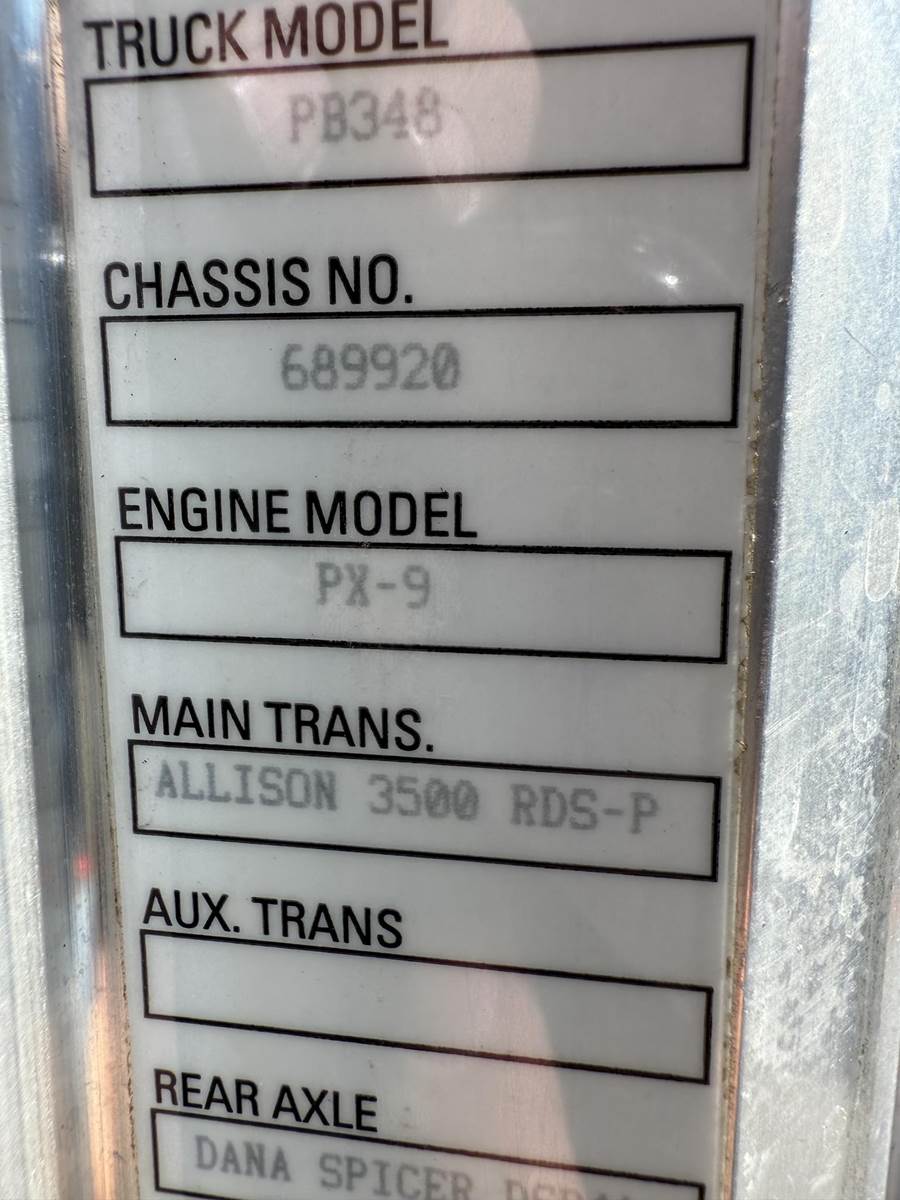 TRUCK MODEL
PB348
CHASSIS NO.
689920
ENGINE MODEL
PX-9
MAIN TRANS.
ALLISON 3500 RDS-P
AUX. TRANS
REAR AXLE
DANA SPICER